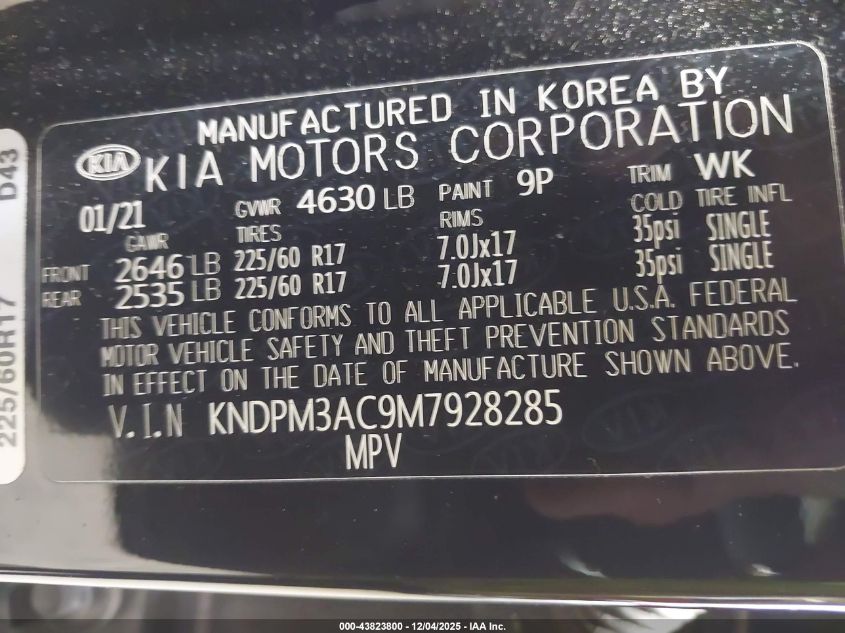 MANUFACTURED IN KOREA BY
KIA KIA MOTORS CORPORATION
01/21 GVWR 4630 LB PAINT 9P TRIM WK
GAWR TIRES RIMS COLD TIRE INFL
FRONT 2646 LB 225/60 R17 7.0Jx17 35psi SINGLE
REAR 2535 LB 225/60 R17 7.0Jx17 35psi SINGLE
THIS VEHICLE CONFORMS TO ALL APPLICABLE U.S.A. FEDERAL
MOTOR VEHICLE SAFETY AND THEFT PREVENTION STANDARDS
IN EFFECT ON THE DATE OF MANUFACTURE SHOWN ABOVE.
V.I.N KNDPM3AC9M7928285
MPV
225/60R17 D43
000-43823800 - 12/04/2025 - IAA Inc.